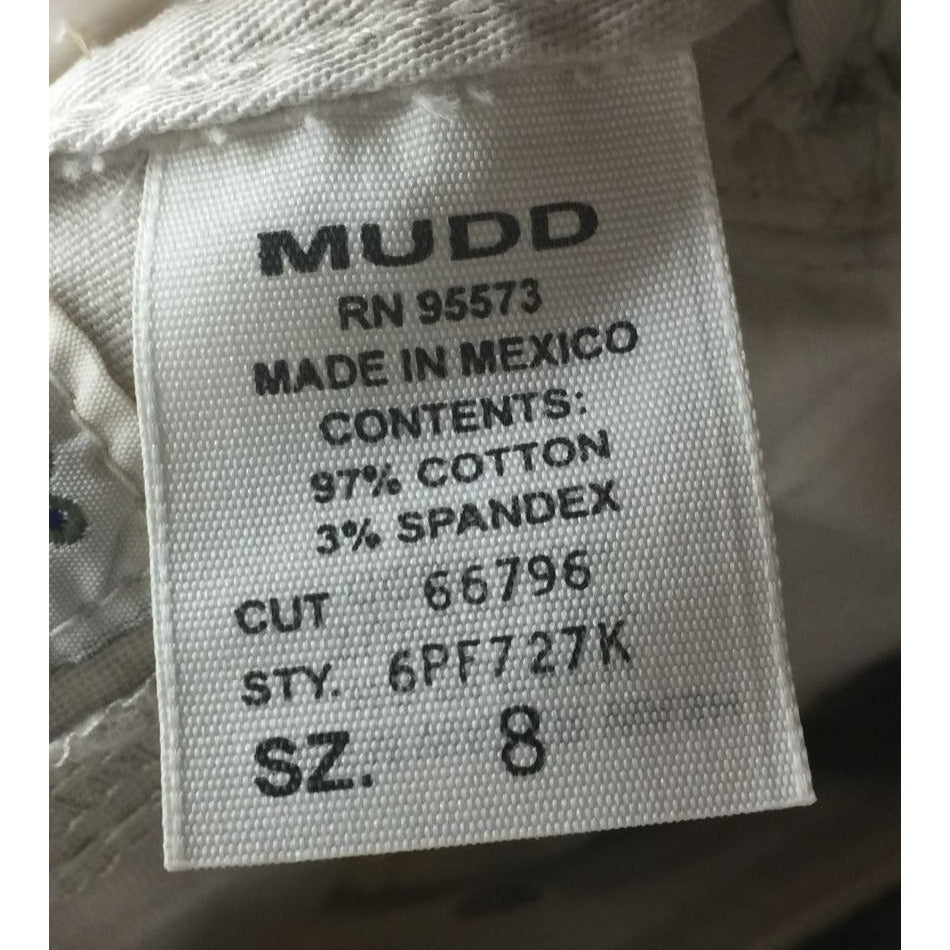 MUDD
RN 95573
MADE IN MEXICO
CONTENTS:
97% COTTON
3% SPANDEX
CUT 66796
STY. 6PF727K
SZ. 8